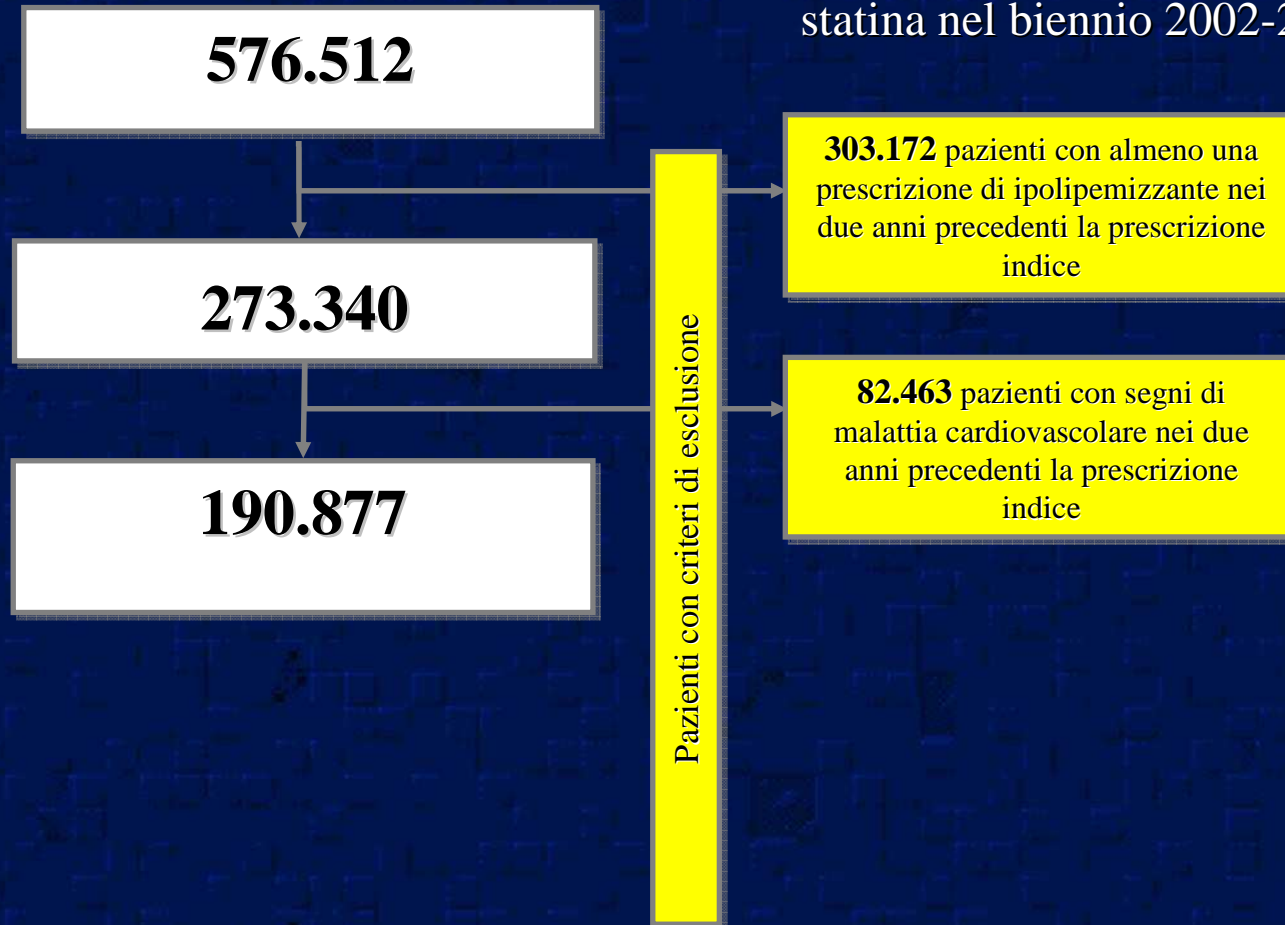 statina nel biennio 2002-2
576.512
303.172 pazienti con almeno una
prescrizione di ipolipemizzante nei
due anni precedenti la prescrizione
indice
273.340
82.463 pazienti con segni di
malattia cardiovascolare nei due
anni precedenti la prescrizione
indice
190.877
Pazienti con criteri di esclusione